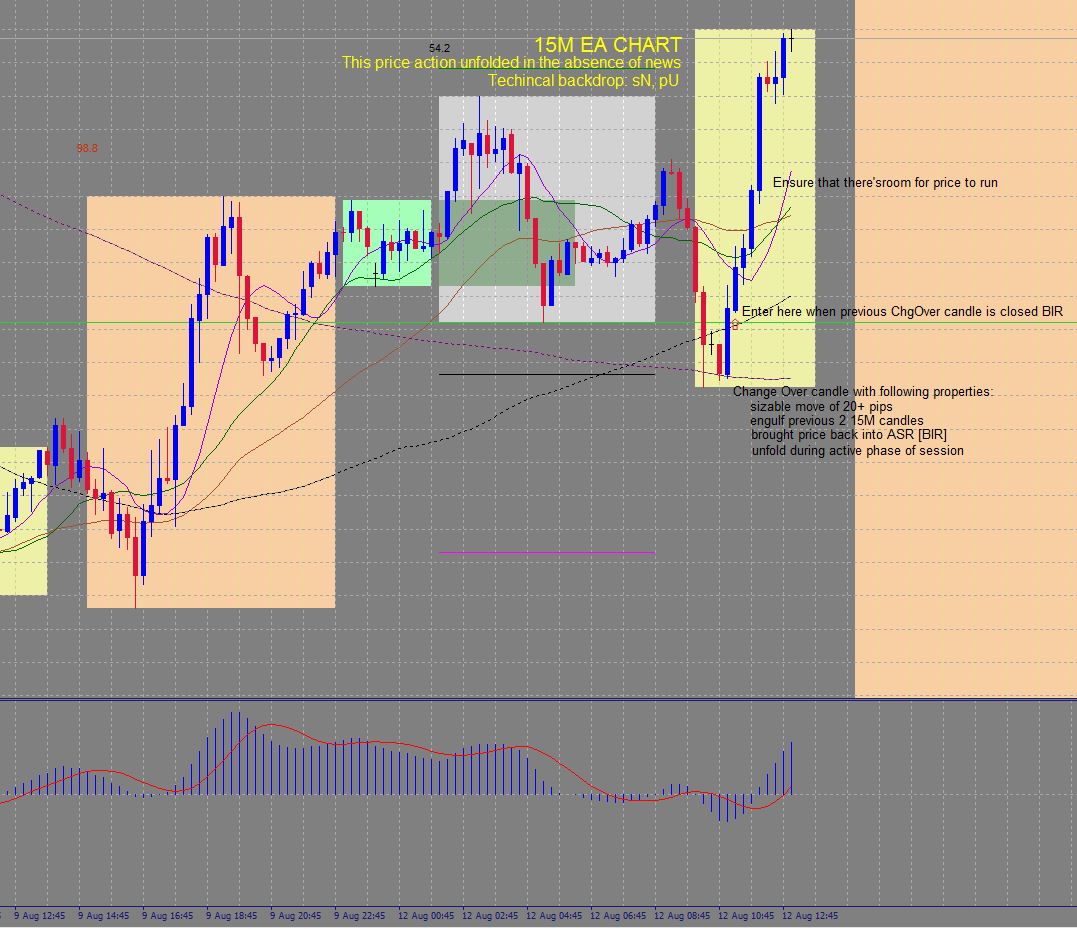 54.2
15M EA CHART
This price action unfolded in the absence of news
Techincal backdrop: sN, pU
98.8
Ensure that there'sroom for price to run
Enter here when previous ChgOver candle is closed BIR
Change Over candle with following properties:
sizable move of 20+ pips
engulf previous 2 15M candles
brought price back into ASR [BIR]
unfold during active phase of session
9 Aug 12:45 9 Aug 14:45 9 Aug 16:45 9 Aug 18:45 9 Aug 20:45 9 Aug 22:45 12 Aug 00:45 12 Aug 02:45 12 Aug 04:45 12 Aug 06:45 12 Aug 08:45 12 Aug 10:45 12 Aug 12:45